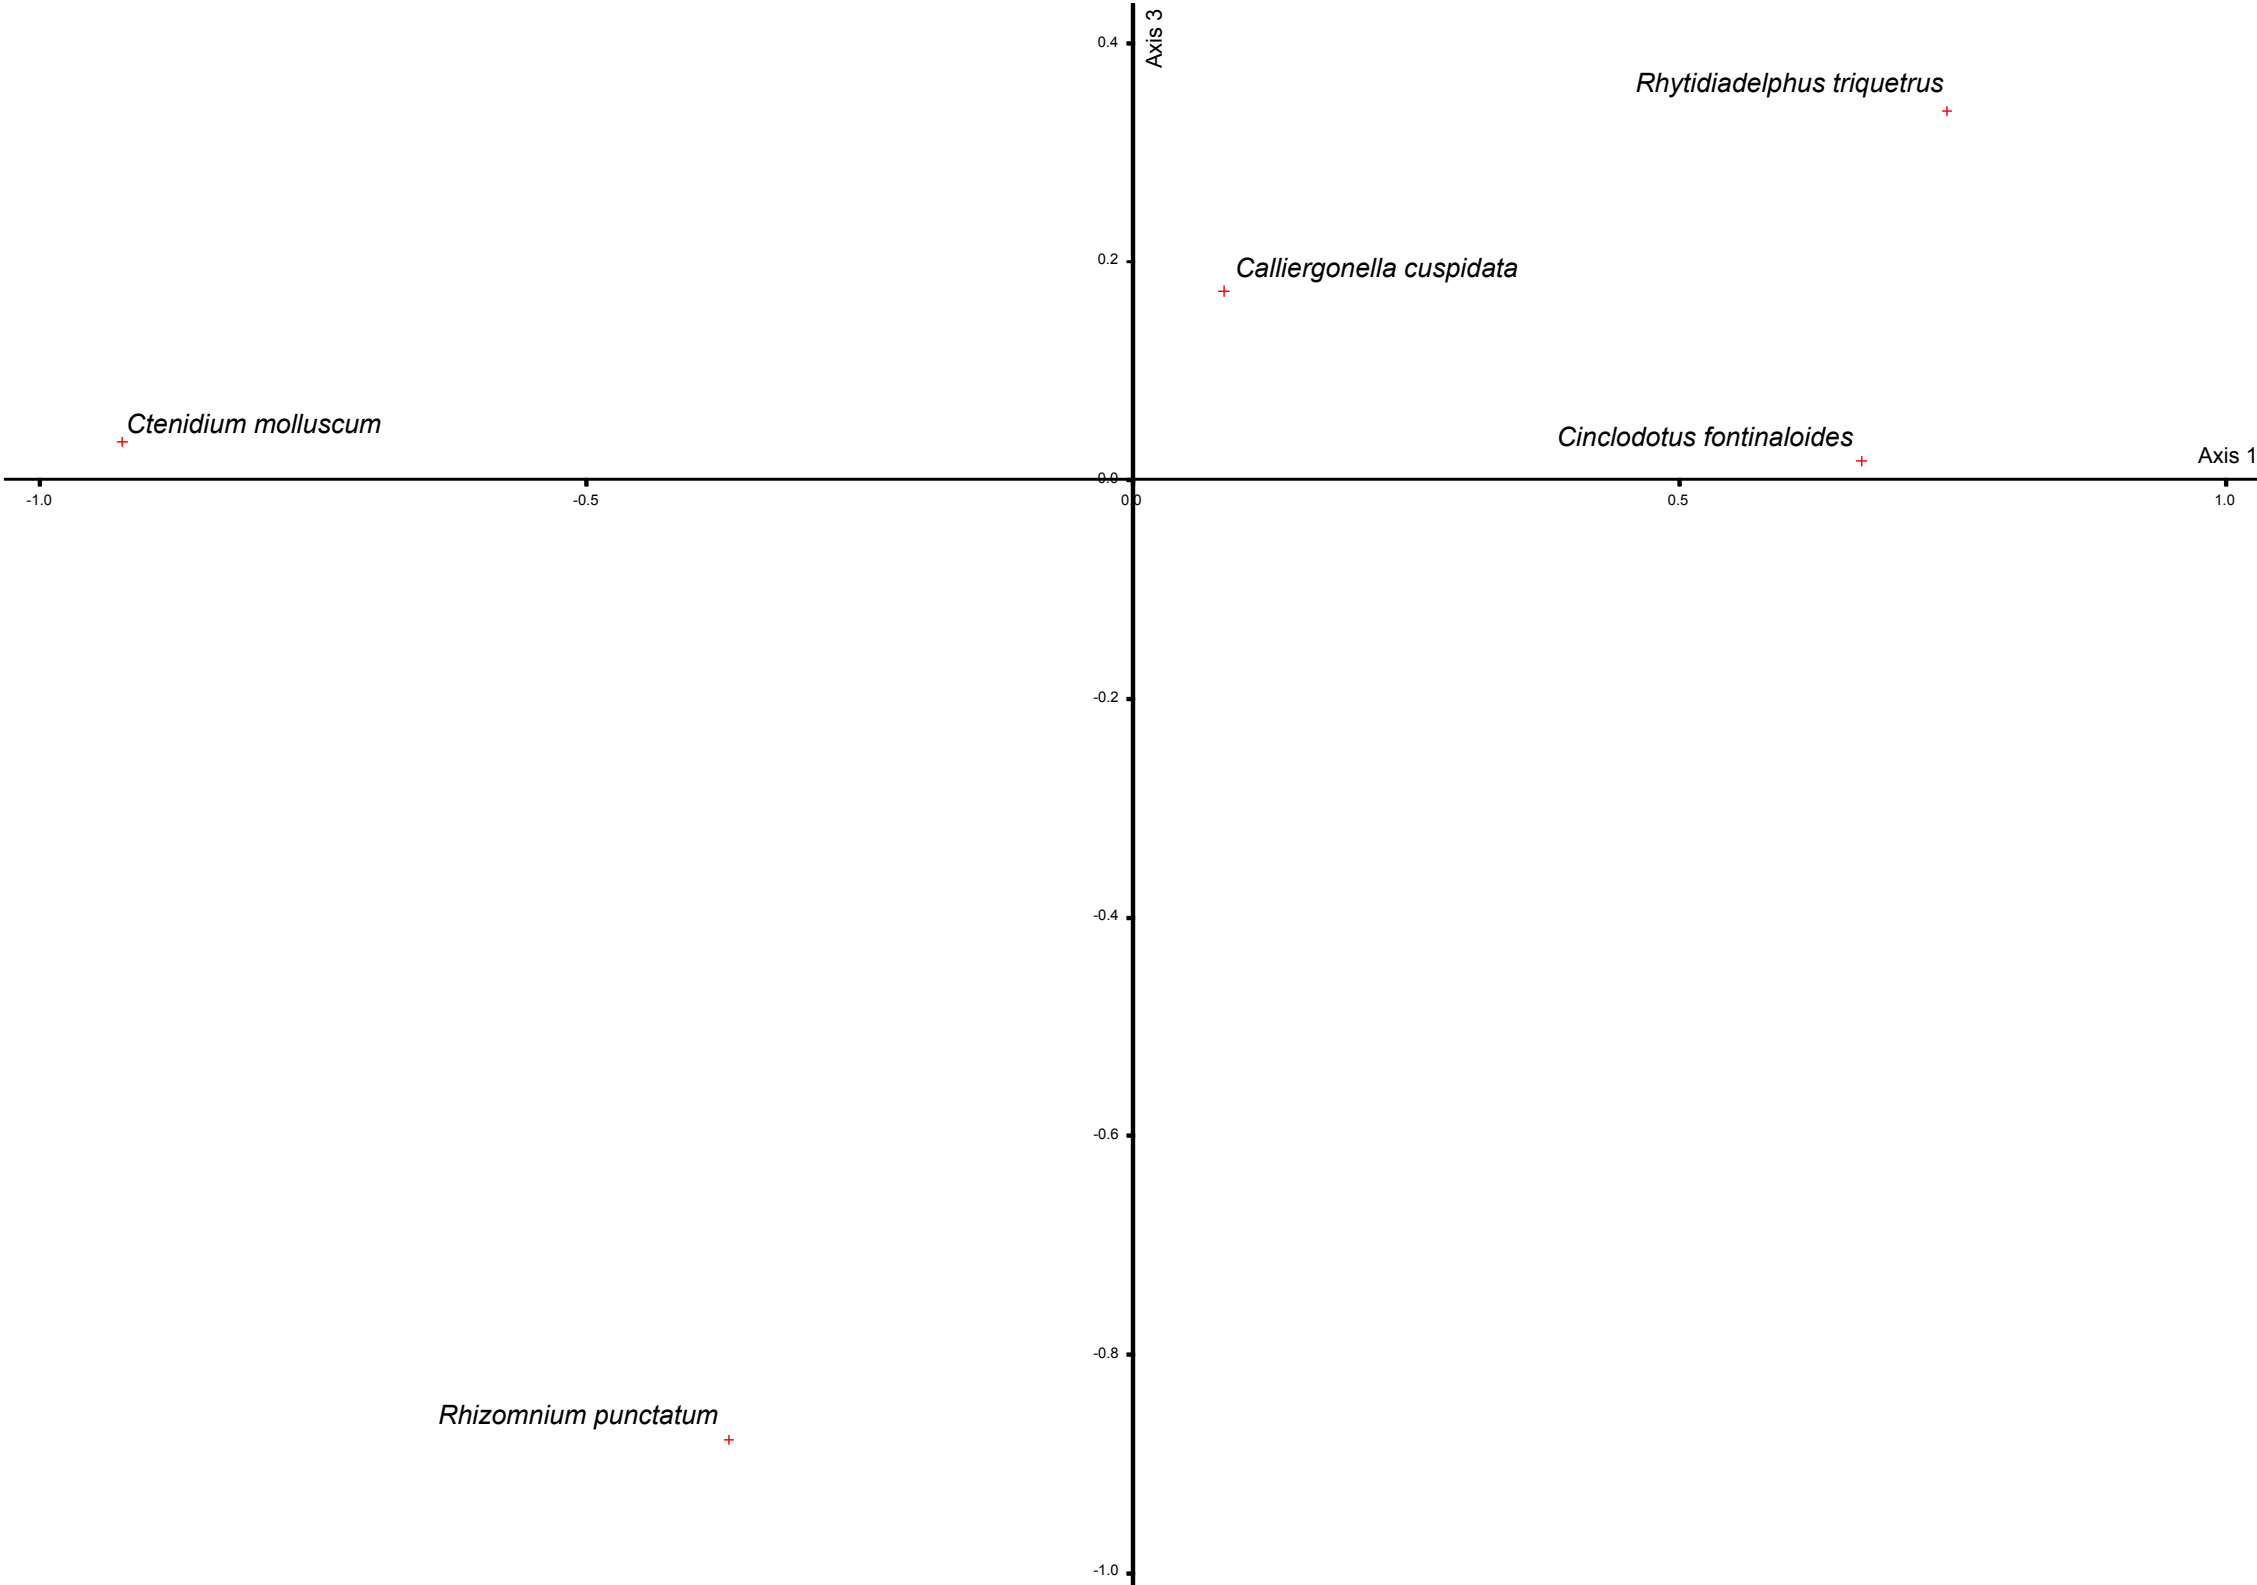 Axis 3
0.4
Rhytidiadelphus triquetrus
0.2
Calliergonella cuspidata
Ctenidium molluscum
Cinclodotus fontinaloides
Axis 1
0.0
-1.0
-0.5
0.0
0.5
1.0
-0.2
-0.4
-0.6
-0.8
Rhizomnium punctatum
-1.0